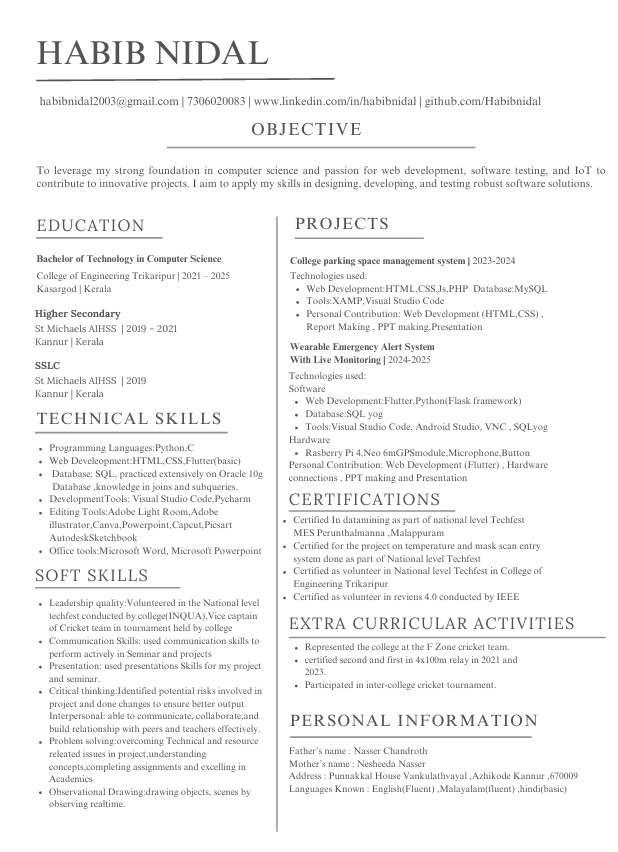 HABIB NIDAL
habibnidal2003@gmail.com | 7306020083 | www.linkedin.com/in/habibnidal | github.com/Habibnidal
OBJECTIVE
To leverage my strong foundation in computer science and passion for web development, software testing, and IoT to
contribute to innovative projects. I aim to apply my skills in designing, developing, and testing robust software solutions.
EDUCATION
Bachelor of Technology in Computer Science
College of Engineering Trikaripur | 2021 – 2025
Kasargod | Kerala
Higher Secondary
St Michaels AIHSS | 2019 – 2021
Kannur | Kerala
SSLC
St Michaels AIHSS | 2019
Kannur | Kerala
TECHNICAL SKILLS
• Programming Languages:Python,C
• Web Develeopment:HTML,CSS,Flutter(basic)
• Database: SQL, practiced extensively on Oracle 10g
Database ,knowledge in joins and subqueries.
• DevelopmentTools: Visual Studio Code,Pycharm
• Editing Tools:Adobe Light Room,Adobe
illustrator,Canva,Powerpoint,Capcut,Picsart
AutodeskSketchbook
• Office tools:Microsoft Word, Microsoft Powerpoint
SOFT SKILLS
• Leadership quality:Volunteered in the National level
techfest conducted by college(INQUA),Vice captain
of Cricket team in tournament held by college
• Communication Skills: used communication skills to
perform actively in Seminar and projects
• Presentation: used presentations Skills for my project
and seminar.
• Critical thinking:Identified potential risks involved in
project and done changes to ensure better output
Interpersonal: able to communicate, collaborate,and
build relationship with peers and teachers effectively.
• Problem solving:overcoming Technical and resource
releated issues in project,understanding
concepts,completing assignments and excelling in
Academics
• Observational Drawing:drawing objects, scenes by
observing realtime.
PROJECTS
College parking space management system | 2023-2024
Technologies used:
• Web Development:HTML,CSS,Js,PHP Database:MySQL
• Tools:XAMP,Visual Studio Code
• Personal Contribution: Web Development (HTML,CSS) ,
Report Making , PPT making,Presentation
Wearable Emergency Alert System
With Live Monitoring | 2024-2025
Technologies used:
Software
• Web Development:Flutter,Python(Flask framework)
• Database:SQL yog
• Tools:Visual Studio Code, Android Studio, VNC , SQLyog
Hardware
• Rasberry Pi 4,Neo 6mGPSmodule,Microphone,Button
Personal Contribution: Web Development (Flutter) , Hardware
connections , PPT making and Presentation
CERTIFICATIONS
• Certified In datamining as part of national level Techfest
MES Perunthalmanna ,Malappuram
• Certified for the project on temperature and mask scan entry
system done as part of National level Techfest
• Certified as volunteer in National level Techfest in College of
Engineering Trikaripur
• Certified as volunteer in reviens 4.0 conducted by IEEE
EXTRA CURRICULAR ACTIVITIES
• Represented the college at the F Zone cricket team.
• certified second and first in 4x100m relay in 2021 and
2023.
• Participated in inter-college cricket tournament.
PERSONAL INFORMATION
Father's name : Nasser Chandroth
Mother's name : Nesheeda Nasser
Address : Punnakkal House Vankulathvayal ,Azhikode Kannur ,670009
Languages Known : English(Fluent) ,Malayalam(fluent) ,hindi(basic)